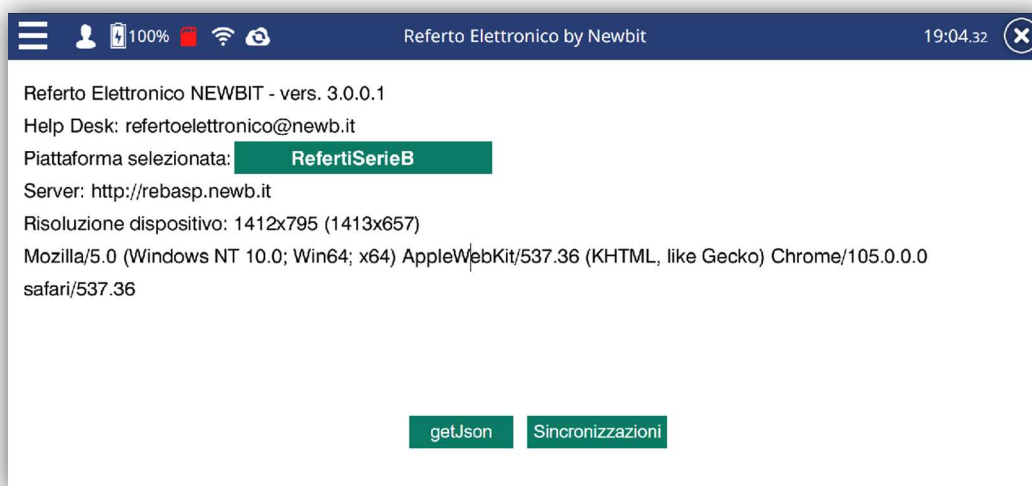 100% Referto Elettronico by Newbit 19:04.32
Referto Elettronico NEWBIT - vers. 3.0.0.1
Help Desk: refertoelettronico@newb.it
Piattaforma selezionata: RefertiSerieB
Server: http://rebasp.newb.it
Risoluzione dispositivo: 1412x795 (1413x657)
Mozilla/5.0 (Windows NT 10.0; Win64; x64) AppleWebKit/537.36 (KHTML, like Gecko) Chrome/105.0.0.0
safari/537.36
getJson Sincronizzazioni